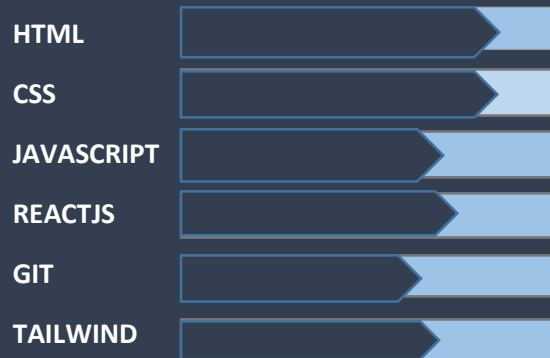 HTML
CSS
JAVASCRIPT
REACTJS
GIT
TAILWIND